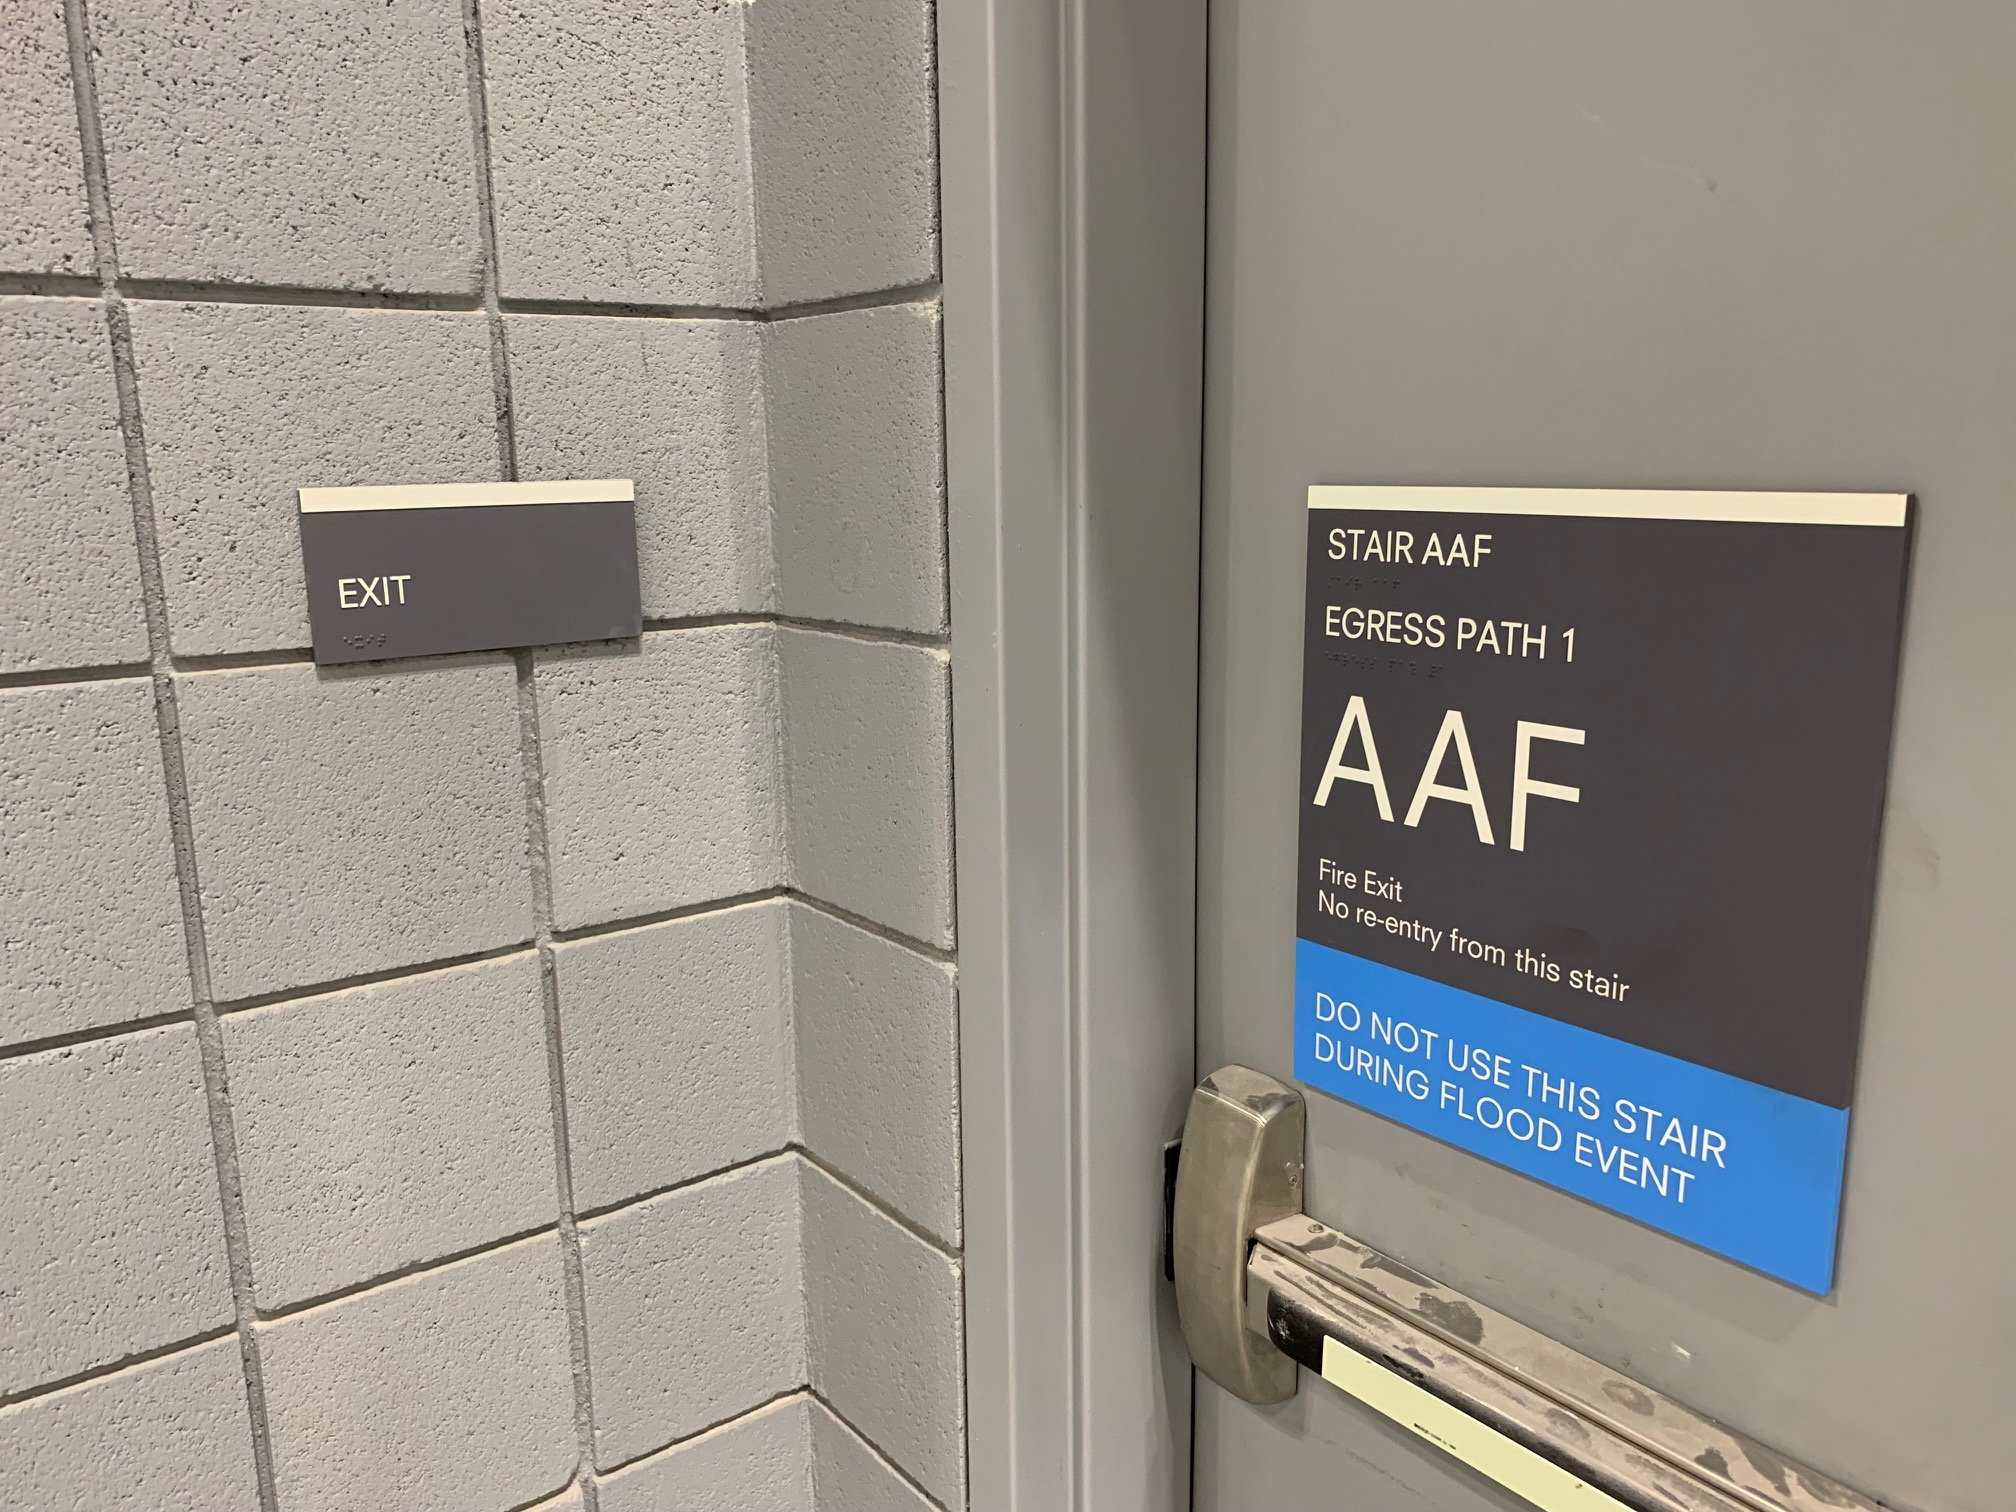 EXIT
STAIR AAF
EGRESS PATH 1
AAF
Fire Exit
No re-entry from this stair
DO NOT USE THIS STAIR
DURING FLOOD EVENT